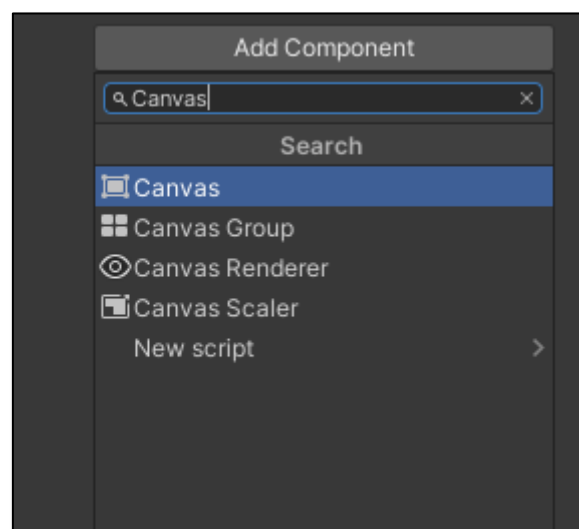 Add Component
Canvas
Search
Canvas
Canvas Group
Canvas Renderer
Canvas Scaler
New script